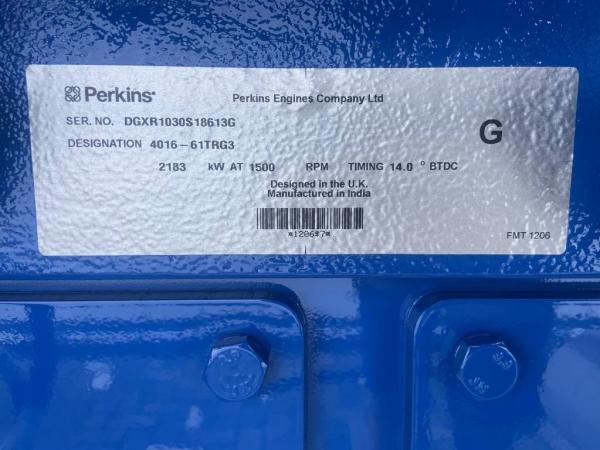 Perkins
Perkins Engines Company Ltd
SER. NO. DGXR1030S18613G
DESIGNATION 4016-61TRG3
G
2183 kW AT 1500 RPM TIMING 14.0 ° BTDC
Designed in the U.K.
Manufactured in India
*1206#7*
FMT 1206